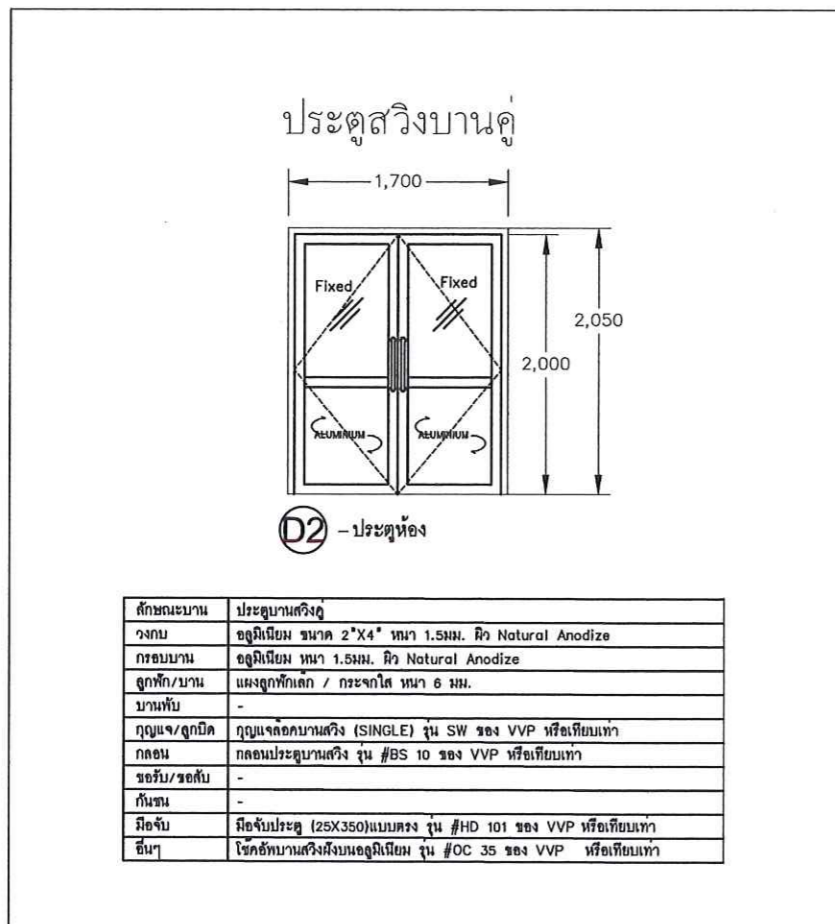 ประตูสวิงบานคู่
1,700
Fixed
Fixed
2,050
2,000
ALUMINIUM
ALUMINIUM
D2 - ประตูห้อง
ลักษณะบาน ประตูบานสวิงคู่
วงกบ อลูมิเนียม ขนาด 2"X4" หนา 1.5มม. ผิว Natural Anodize
กรอบบาน อลูมิเนียม หนา 1.5มม. ผิว Natural Anodize
ลูกฟัก/บาน แผงลูกฟักเล็ก / กระจกใส หนา 6 มม.
บานพับ -
กุญแจ/ลูกบิด กุญแจล็อคบานสวิง (SINGLE) รุ่น SW ของ VVP หรือเทียบเท่า
กลอน กลอนประตูบานสวิง รุ่น #BS 10 ของ VVP หรือเทียบเท่า
ขอรับ/ขอสับ -
กันชน -
มือจับ มือจับประตู (25X350)แบบตรง รุ่น #HD 101 ของ VVP หรือเทียบเท่า
อื่นๆ โช๊คอัพบานสวิงฝังบนอลูมิเนียม รุ่น #OC 35 ของ VVP หรือเทียบเท่า